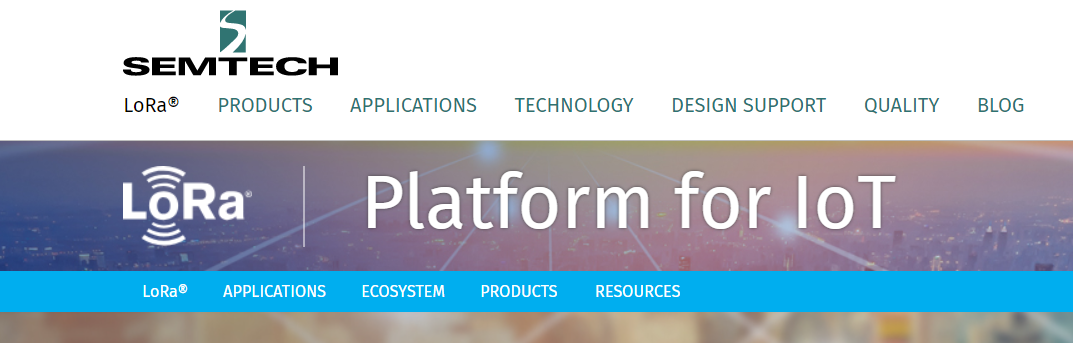 SEMTECH
LoRa® PRODUCTS APPLICATIONS TECHNOLOGY DESIGN SUPPORT QUALITY BLOG
LoRa® Platform for IoT
LoRa® APPLICATIONS ECOSYSTEM PRODUCTS RESOURCES